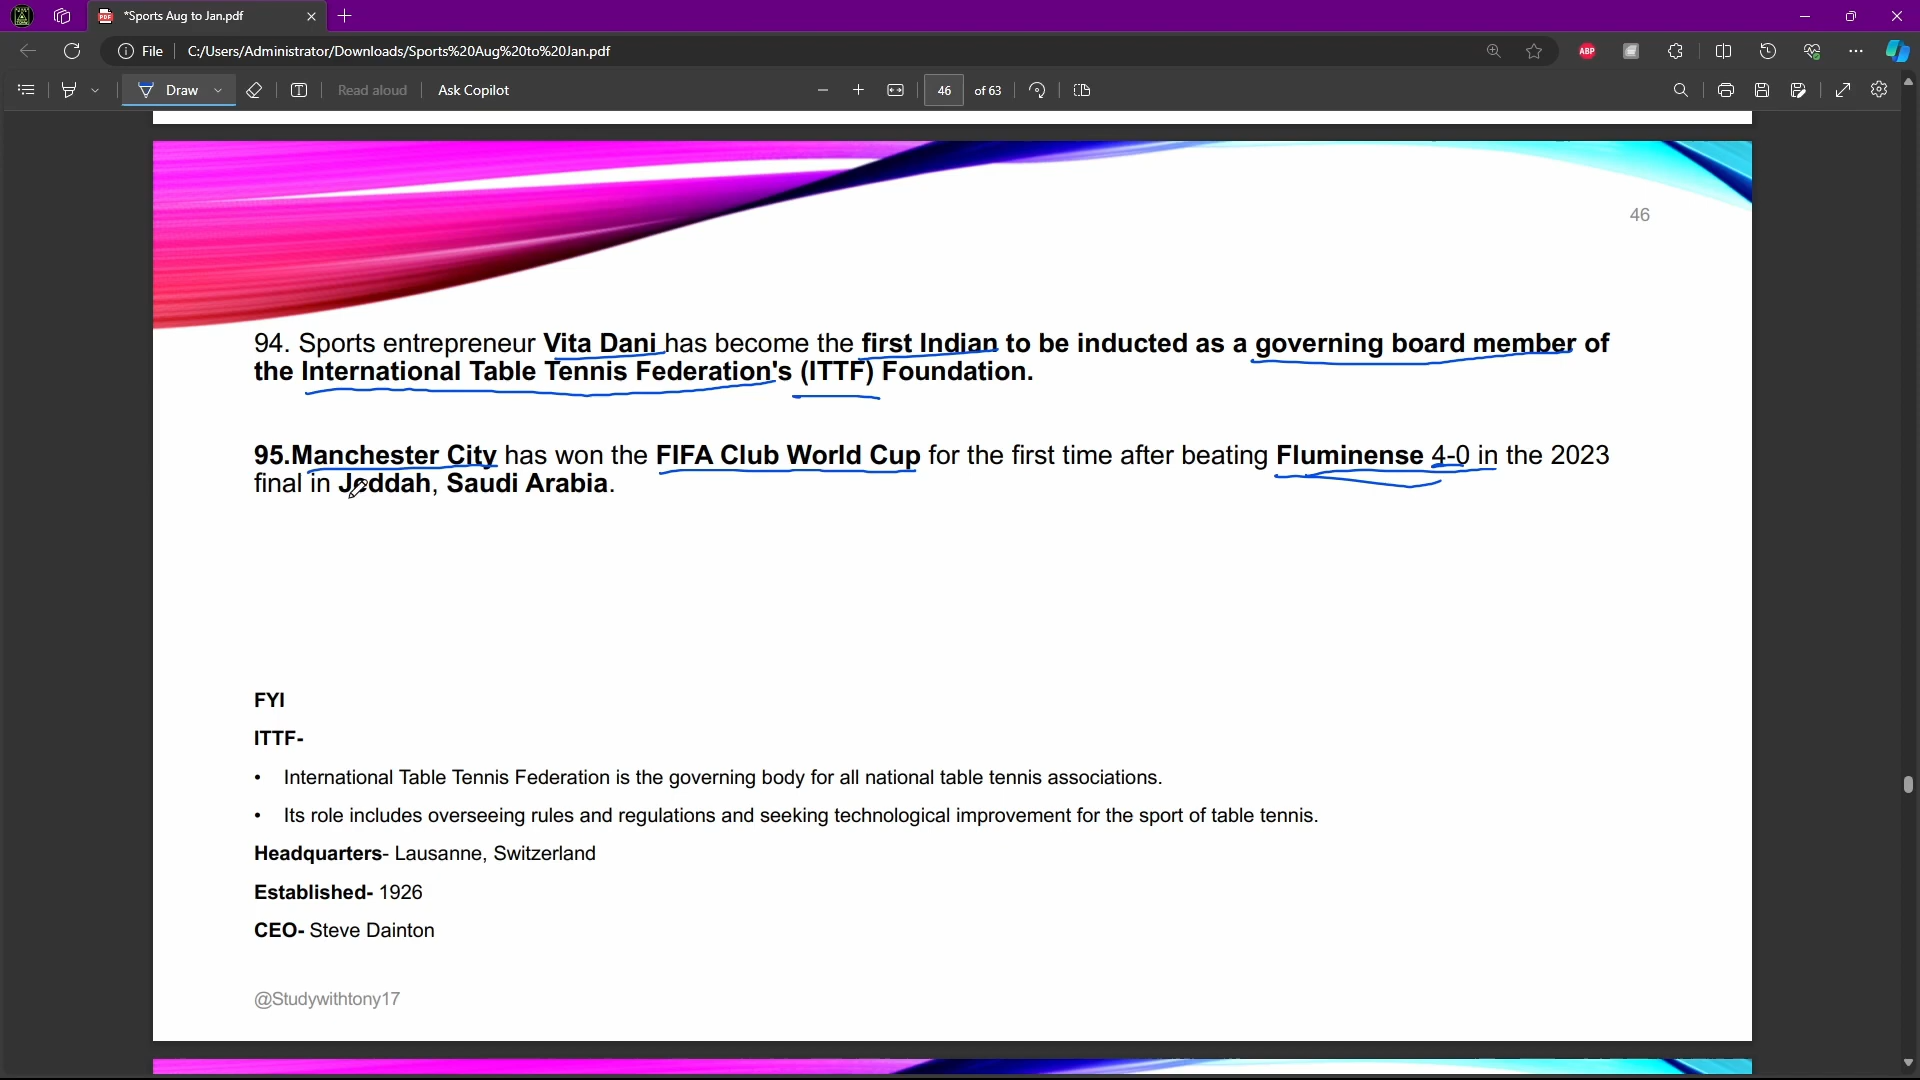 *Sports Aug to Jan.pdf
File
C:/Users/Administrator/Downloads/Sports%20Aug%20to%20Jan.pdf
ABP
Draw
Read aloud
Ask Copilot
46 of 63
46
94. Sports entrepreneur Vita Dani has become the first Indian to be inducted as a governing board member of
the International Table Tennis Federation's (ITTF) Foundation.
95.Manchester City has won the FIFA Club World Cup for the first time after beating Fluminense 4-0 in the 2023
final in Jeddah, Saudi Arabia.
FYI
ITTF-
• International Table Tennis Federation is the governing body for all national table tennis associations.
• Its role includes overseeing rules and regulations and seeking technological improvement for the sport of table tennis.
Headquarters- Lausanne, Switzerland
Established- 1926
CEO- Steve Dainton
@Studywithtony17